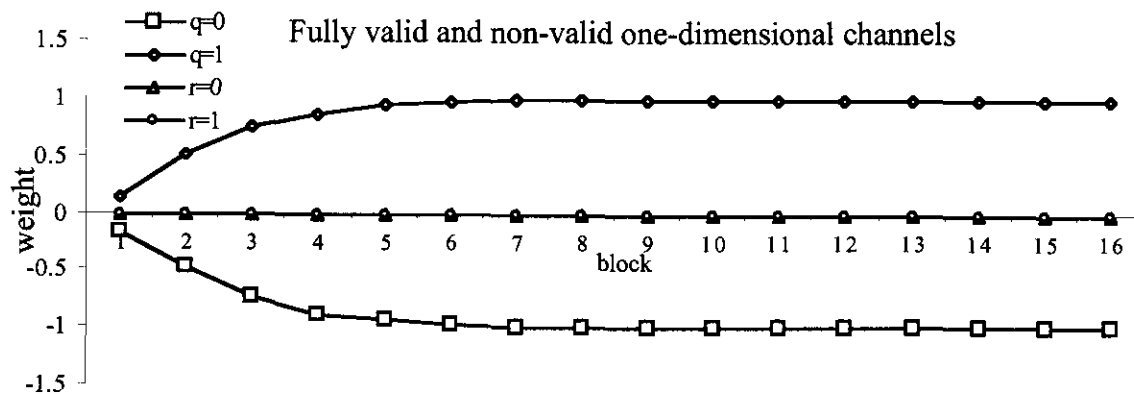 Fully valid and non-valid one-dimensional channels
q=0
q=1
r=0
r=1
weight
1.5
1
0.5
0
-0.5
-1
-1.5
1 2 3 4 5 6 7 8 9 10 11 12 13 14 15 16
block